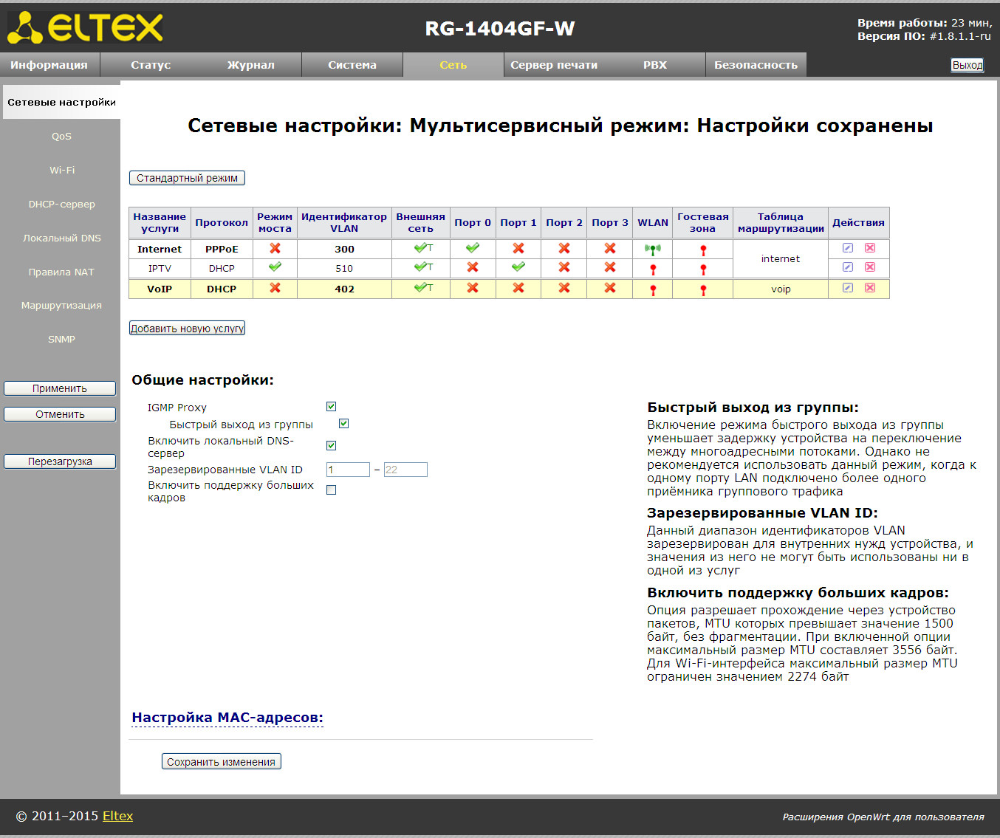 ELTEX
RG-1404GF-W
Время работы: 23 мин,
Версия ПО: #1.8.1.1-ru
Информация Статус Журнал Система Сеть Сервер печати PBX Безопасность Выход
Сетевые настройки
QoS
Wi-Fi
DHCP-сервер
Локальный DNS
Правила NAT
Маршрутизация
SNMP
Применить
Отменить
Перезагрузка
Сетевые настройки: Мультисервисный режим: Настройки сохранены
Стандартный режим
Название услуги Протокол Режим моста Идентификатор VLAN Внешняя сеть Порт 0 Порт 1 Порт 2 Порт 3 WLAN Гостевая зона Таблица маршрутизации Действия
Internet PPPoE 300 T internet
IPTV DHCP 510 T
VoIP DHCP 402 T voip
Добавить новую услугу
Общие настройки:
IGMP Proxy
Быстрый выход из группы
Включить локальный DNS-
сервер
Зарезервированные VLAN ID 1 – 22
Включить поддержку больших
кадров
Быстрый выход из группы:
Включение режима быстрого выхода из группы
уменьшает задержку устройства на переключение
между многоадресными потоками. Однако не
рекомендуется использовать данный режим, когда к
одному порту LAN подключено более одного
приёмника группового трафика
Зарезервированные VLAN ID:
Данный диапазон идентификаторов VLAN
зарезервирован для внутренних нужд устройства, и
значения из него не могут быть использованы ни в
одной из услуг
Включить поддержку больших кадров:
Опция разрешает прохождение через устройство
пакетов, MTU которых превышает значение 1500
байт, без фрагментации. При включенной опции
максимальный размер MTU составляет 3556 байт.
Для Wi-Fi-интерфейса максимальный размер MTU
ограничен значением 2274 байт
Настройка MAC-адресов:
Сохранить изменения
© 2011–2015 Eltex
Расширения OpenWrt для пользователя